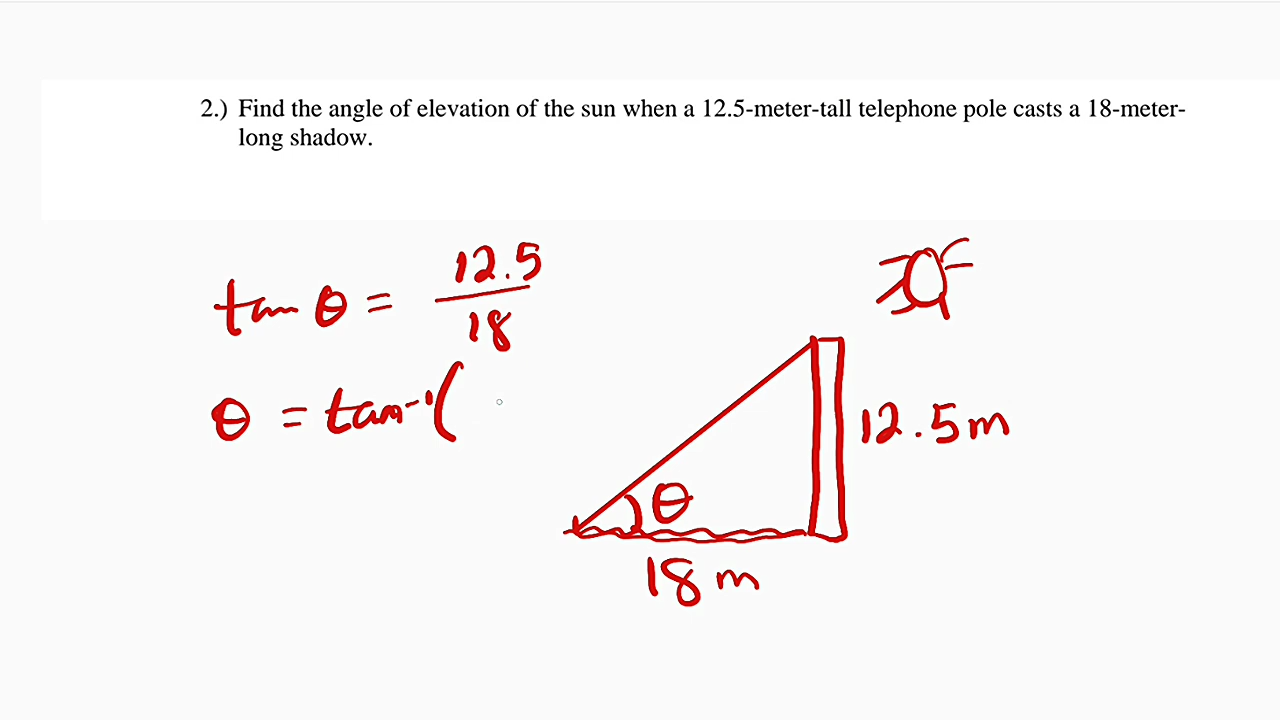 2.) Find the angle of elevation of the sun when a 12.5-meter-tall telephone pole casts a 18-meter-
long shadow.
tan θ = 12.5/18
θ = tan⁻¹(
θ
12.5m
18 m